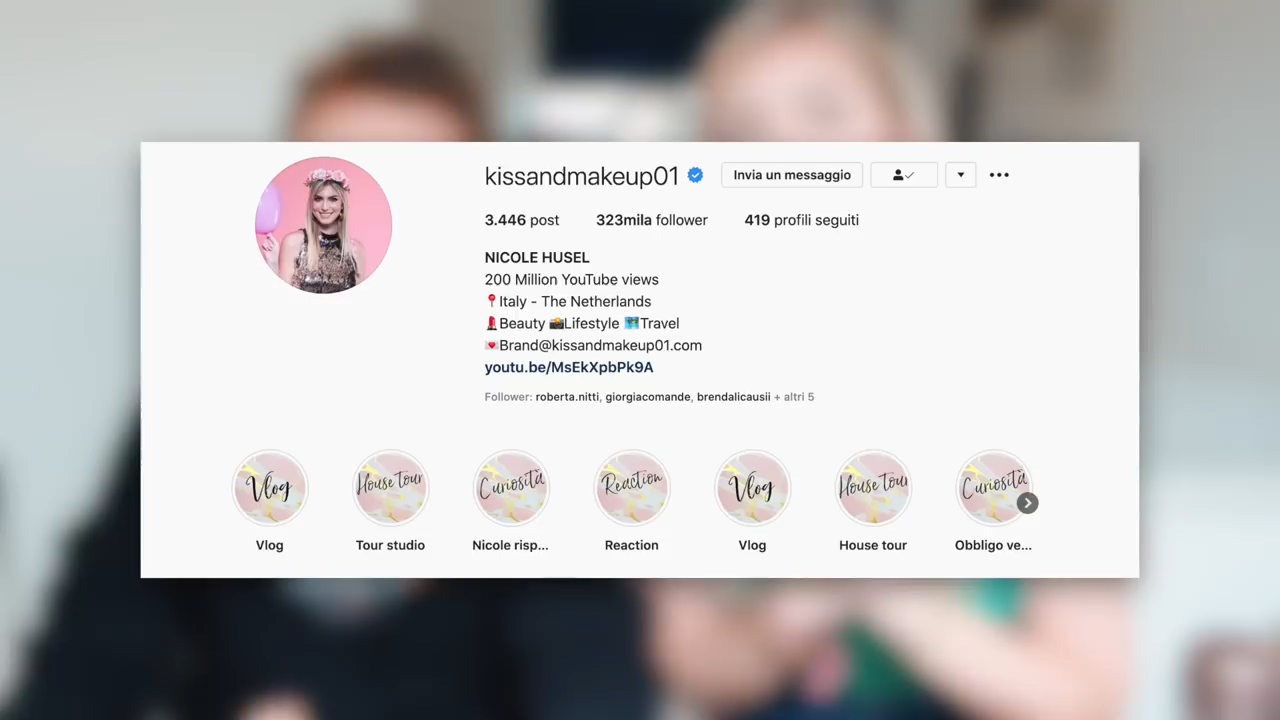 kissandmakeup01 Invia un messaggio
3.446 post 323mila follower 419 profili seguiti
NICOLE HUSEL
200 Million YouTube views
📍Italy - The Netherlands
💄Beauty 📸Lifestyle 🗺️Travel
💌Brand@kissandmakeup01.com
youtu.be/MsEkXpbPk9A
Follower: roberta.nitti, giorgiacomande, brendalicausii + altri 5
Vlog House tour Curiosità Reaction Vlog House tour Curiosità
Vlog Tour studio Nicole risp... Reaction Vlog House tour Obbligo ve...